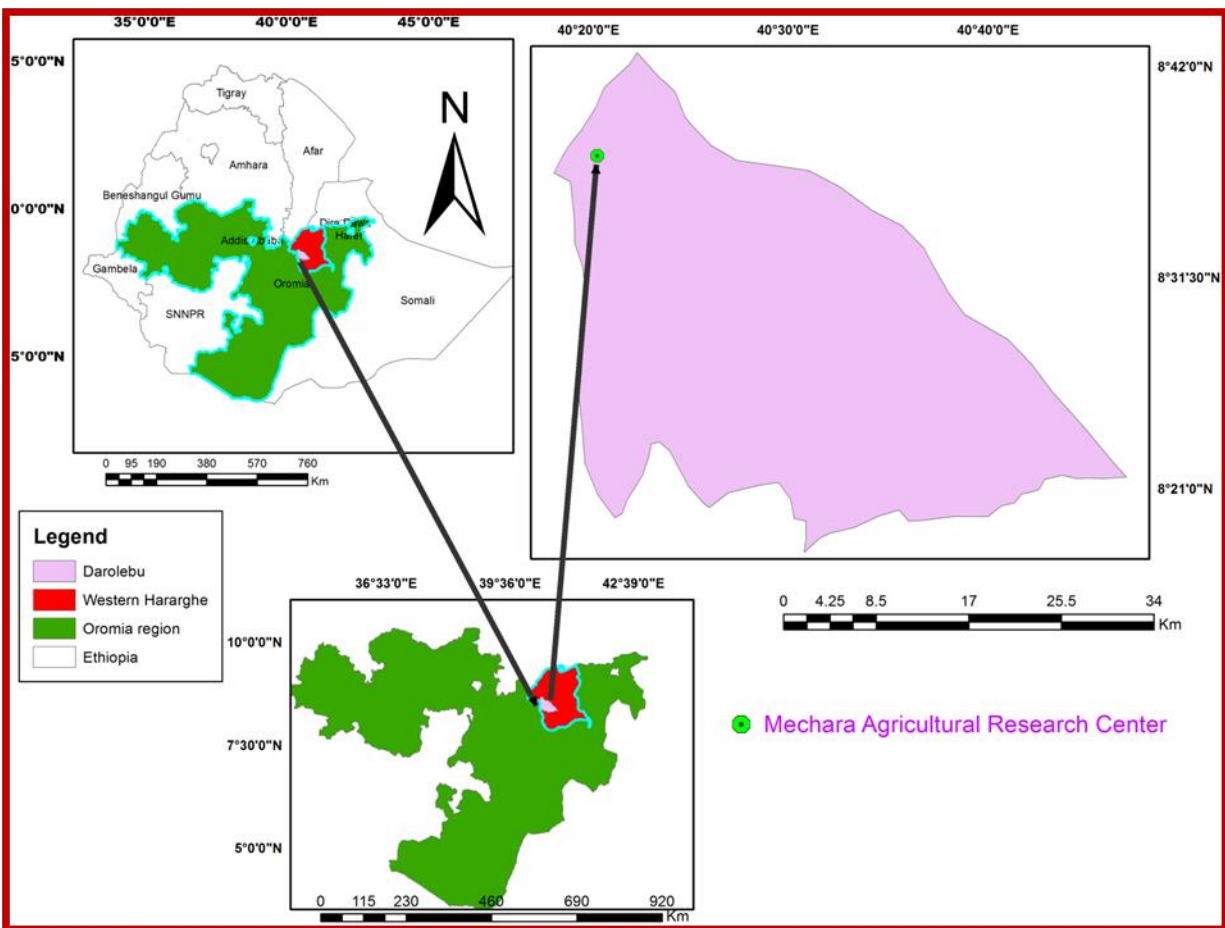 35°0'0"E 40°0'0"E 45°0'0"E
5°0'0"N
0°0'0"N
5°0'0"N
Tigray
Afar
Amhara
Beneshangul Gumu
Dire Dawa
Addis Ababa
Harer
Gambela
Oromia
Somali
SNNPR
N
0 95 190 380 570 760
Km
40°20'0"E 40°30'0"E 40°40'0"E
8°42'0"N
8°31'30"N
8°21'0"N
0 4.25 8.5 17 25.5 34
Km
Legend
Darolebu
Western Hararghe
Oromia region
Ethiopia
36°33'0"E 39°36'0"E 42°39'0"E
10°0'0"N
7°30'0"N
5°0'0"N
0 115 230 460 690 920
Km
Mechara Agricultural Research Center